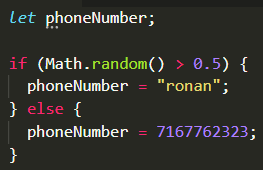 let phoneNumber;
if (Math.random() > 0.5) {
  phoneNumber = "ronan";
} else {
  phoneNumber = 7167762323;
}